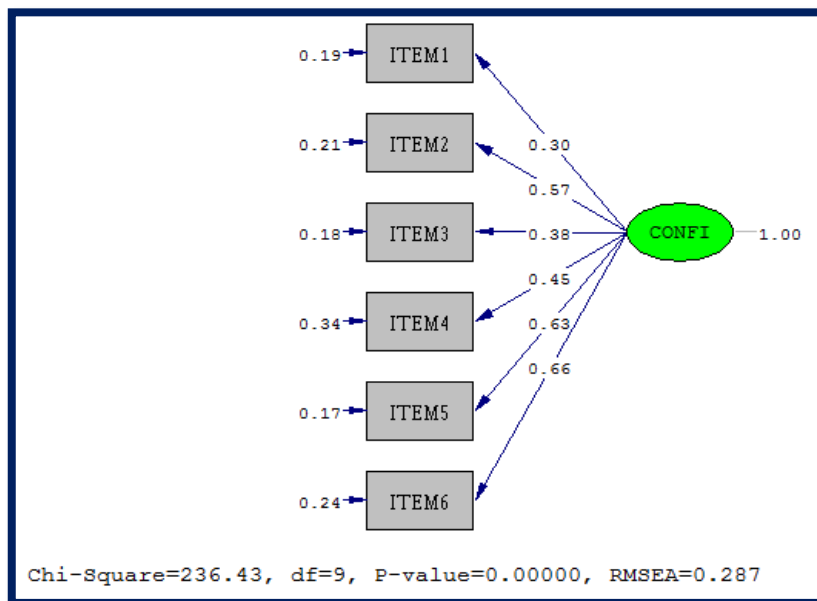 0.19 ITEM1
0.30
0.21 ITEM2
0.57
0.18 ITEM3 0.38 CONFI 1.00
0.45
0.34 ITEM4 0.63
0.66
0.17 ITEM5
0.24 ITEM6
Chi-Square=236.43, df=9, P-value=0.00000, RMSEA=0.287